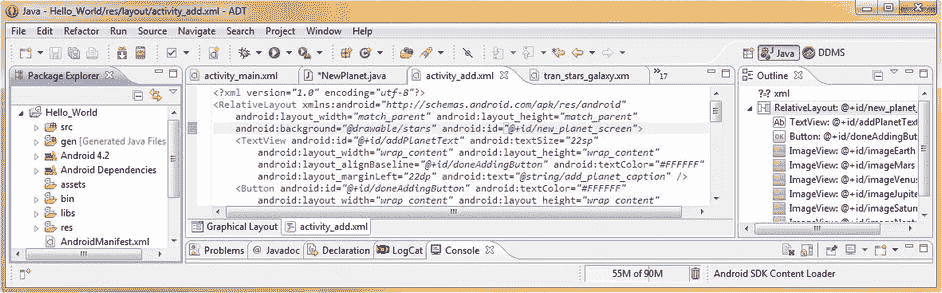 Java - Hello_World/res/layout/activity_add.xml - ADT
File Edit Refactor Run Source Navigate Search Project Window Help
Java DDMS
Package Explorer
activity_main.xml *NewPlanet.java activity_add.xml tran_stars_galaxy.xm »17
Outline
Hello_World
src
gen [Generated Java Files
Android 4.2
Android Dependencies
assets
bin
libs
res
AndroidManifest.xml
<?xml version="1.0" encoding="utf-8"?>
<RelativeLayout xmlns:android="http://schemas.android.com/apk/res/android"
android:layout_width="match_parent" android:layout_height="match_parent"
android:background="@drawable/stars" android:id="@+id/new_planet_screen">
<TextView android:id="@+id/addPlanetText" android:textSize="22sp"
android:layout_width="wrap_content" android:layout_height="wrap_content"
android:layout_alignBaseline="@+id/doneAddingButton" android:textColor="#FFFFFF"
android:layout_marginLeft="22dp" android:text="@string/add_planet_caption" />
<Button android:id="@+id/doneAddingButton" android:textColor="#FFFFFF"
android:layout_width="wrap_content" android:layout_height="wrap_content"
Graphical Layout activity_add.xml
?-? xml
RelativeLayout: @+id/new_planet_
Ab TextView: @+id/addPlanetText
OK Button: @+id/doneAddingBut
ImageView: @+id/imageEarth
ImageView: @+id/imageMars
ImageView: @+id/imageVenus
ImageView: @+id/imageJupite
ImageView: @+id/imageSatur
Problems @ Javadoc Declaration LogCat Console
55M of 90M Android SDK Content Loader